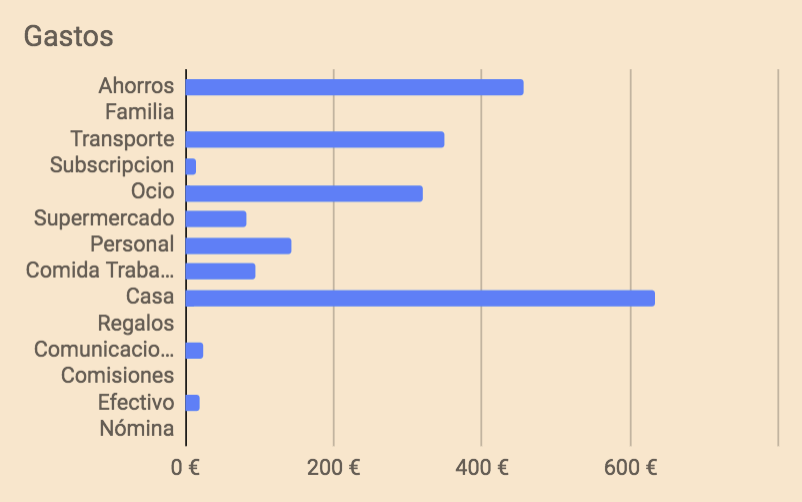 Gastos
Ahorros
Familia
Transporte
Subscripcion
Ocio
Supermercado
Personal
Comida Traba…
Casa
Regalos
Comunicacio…
Comisiones
Efectivo
Nómina
0 € 200 € 400 € 600 €